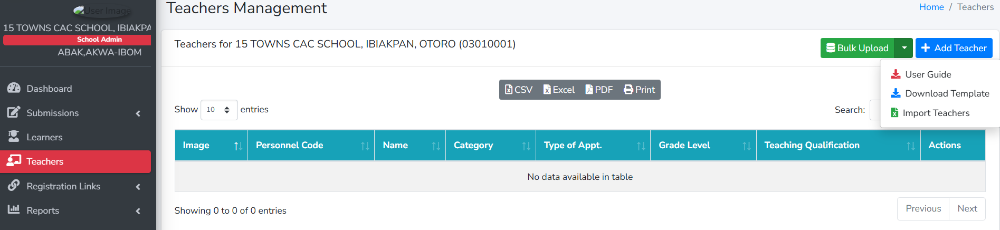 User Image
15 TOWNS CAC SCHOOL, IBIAKPA
School Admin
ABAK,AKWA-IBOM
Dashboard
Submissions
Learners
Teachers
Registration Links
Reports
Teachers Management
Home / Teachers
Teachers for 15 TOWNS CAC SCHOOL, IBIAKPAN, OTORO (03010001)
Bulk Upload
Add Teacher
User Guide
Download Template
Import Teachers
CSV Excel PDF Print
Show 10 entries
Search:
Image Personnel Code Name Category Type of Appt. Grade Level Teaching Qualification Actions
No data available in table
Showing 0 to 0 of 0 entries
Previous Next